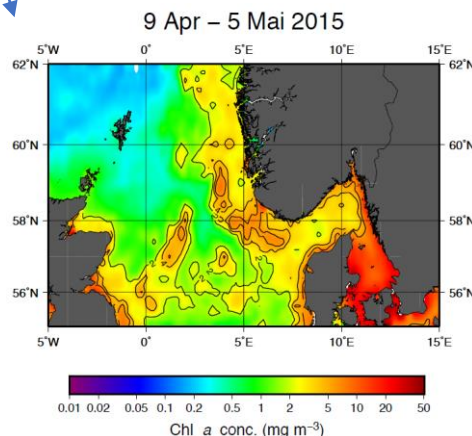 9 Apr – 5 Mai 2015
5°W 0° 5°E 10°E 15°E
62°N 62°N
60°N 60°N
58°N 58°N
56°N 56°N
5°W 0° 5°E 10°E 15°E
0.01 0.02 0.05 0.1 0.2 0.5 1 2 5 10 20 50
Chl a conc. (mg m⁻³)